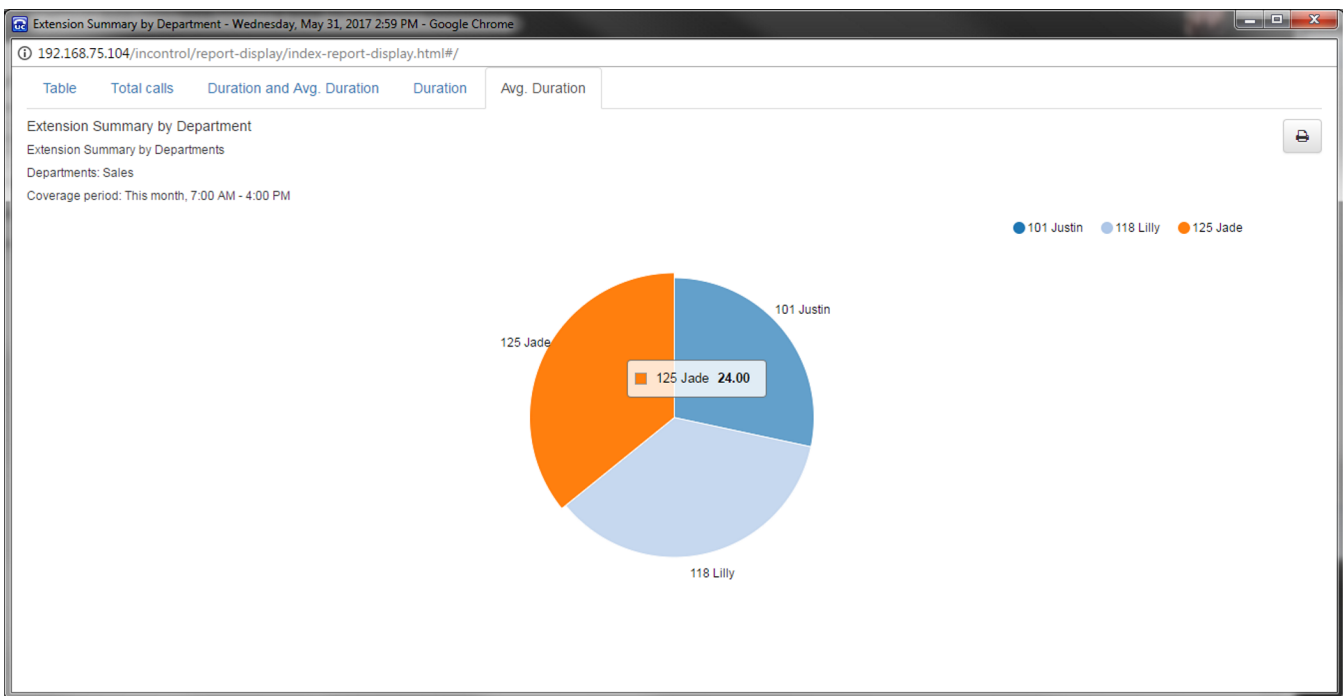 Extension Summary by Department - Wednesday, May 31, 2017 2:59 PM - Google Chrome
192.168.75.104/incontrol/report-display/index-report-display.html#/
Table Total calls Duration and Avg. Duration Duration Avg. Duration
Extension Summary by Department
Extension Summary by Departments
Departments: Sales
Coverage period: This month, 7:00 AM - 4:00 PM
101 Justin 118 Lilly 125 Jade
101 Justin
125 Jade
125 Jade 24.00
118 Lilly